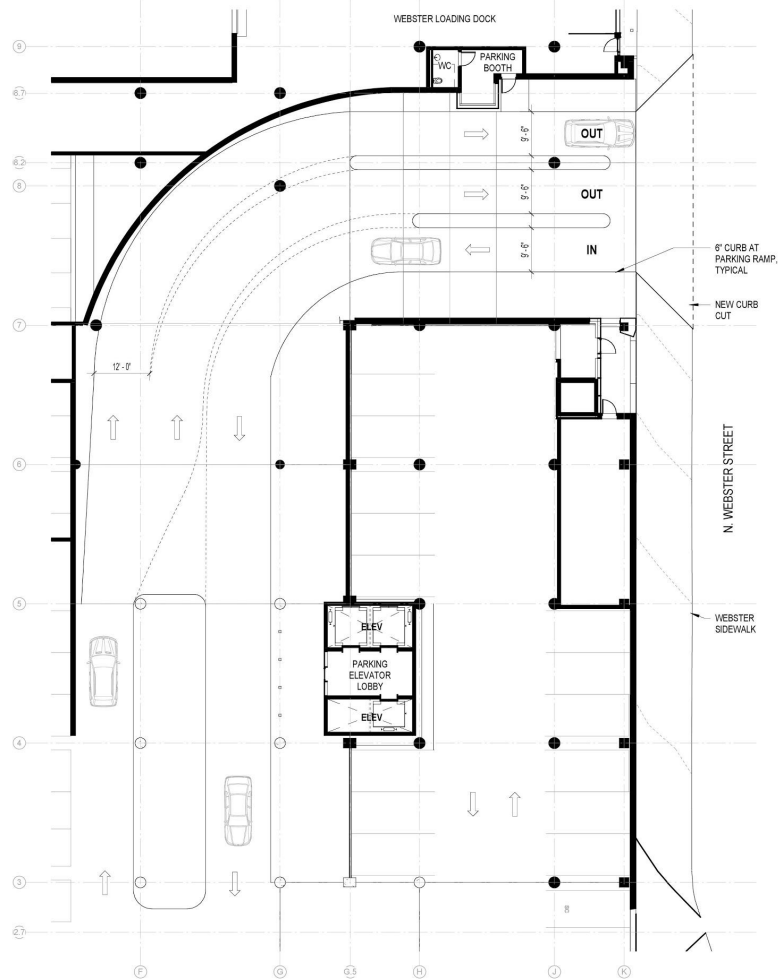 WEBSTER LOADING DOCK
9
WC
PARKING
BOOTH
8.7
OUT
9'-6"
8.2
8
OUT
9'-6"
IN
9'-6"
6" CURB AT
PARKING RAMP,
TYPICAL
NEW CURB
CUT
7
12'-0"
6
N. WEBSTER STREET
5
WEBSTER
SIDEWALK
ELEV
PARKING
ELEVATOR
LOBBY
ELEV
4
3
2.7
F
G
G.5
H
J
K